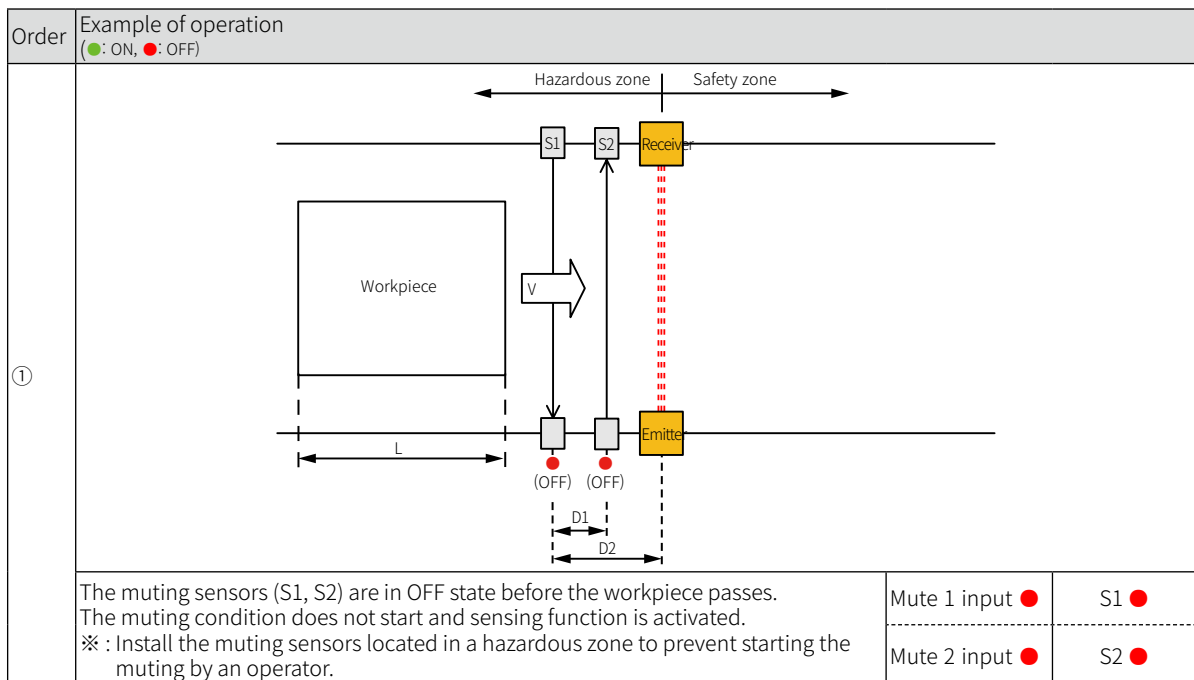 Order
Example of operation
(●: ON, ●: OFF)
Hazardous zone
Safety zone
S1
S2
Receiver
Workpiece
V
①
Emitter
L
(OFF)
(OFF)
D1
D2
The muting sensors (S1, S2) are in OFF state before the workpiece passes.
The muting condition does not start and sensing function is activated.
※ : Install the muting sensors located in a hazardous zone to prevent starting the
muting by an operator.
Mute 1 input ●
S1 ●
Mute 2 input ●
S2 ●